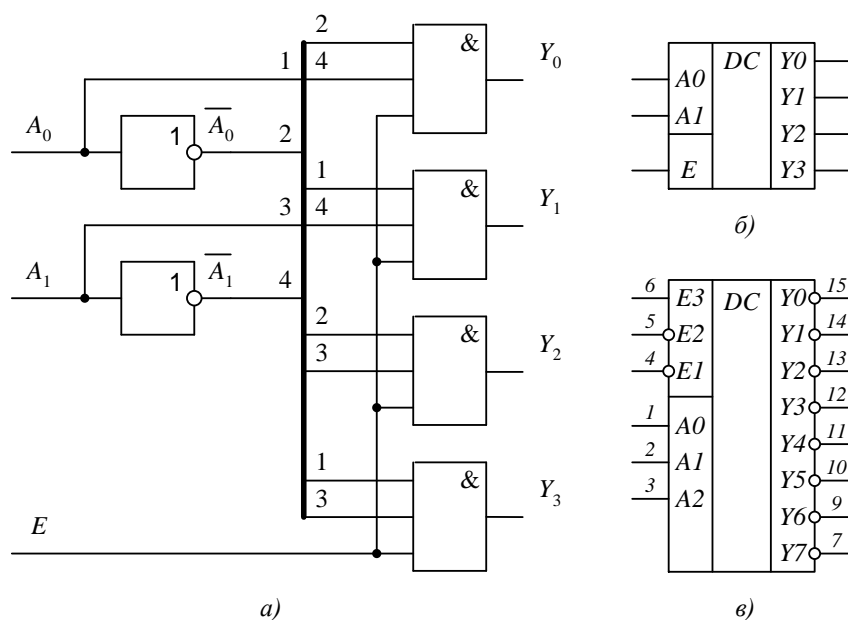 2
&
Y₀
1
4
A₀
1
A̅₀
2
1
&
Y₁
3
4
A₁
1
A̅₁
4
2
&
Y₂
3
1
&
Y₃
3
E
а)
DC
Y0
A0
Y1
A1
Y2
E
Y3
б)
6
E3
DC
Y0
15
5
E2
Y1
14
4
E1
Y2
13
Y3
12
1
A0
Y4
11
2
A1
Y5
10
3
A2
Y6
9
Y7
7
в)